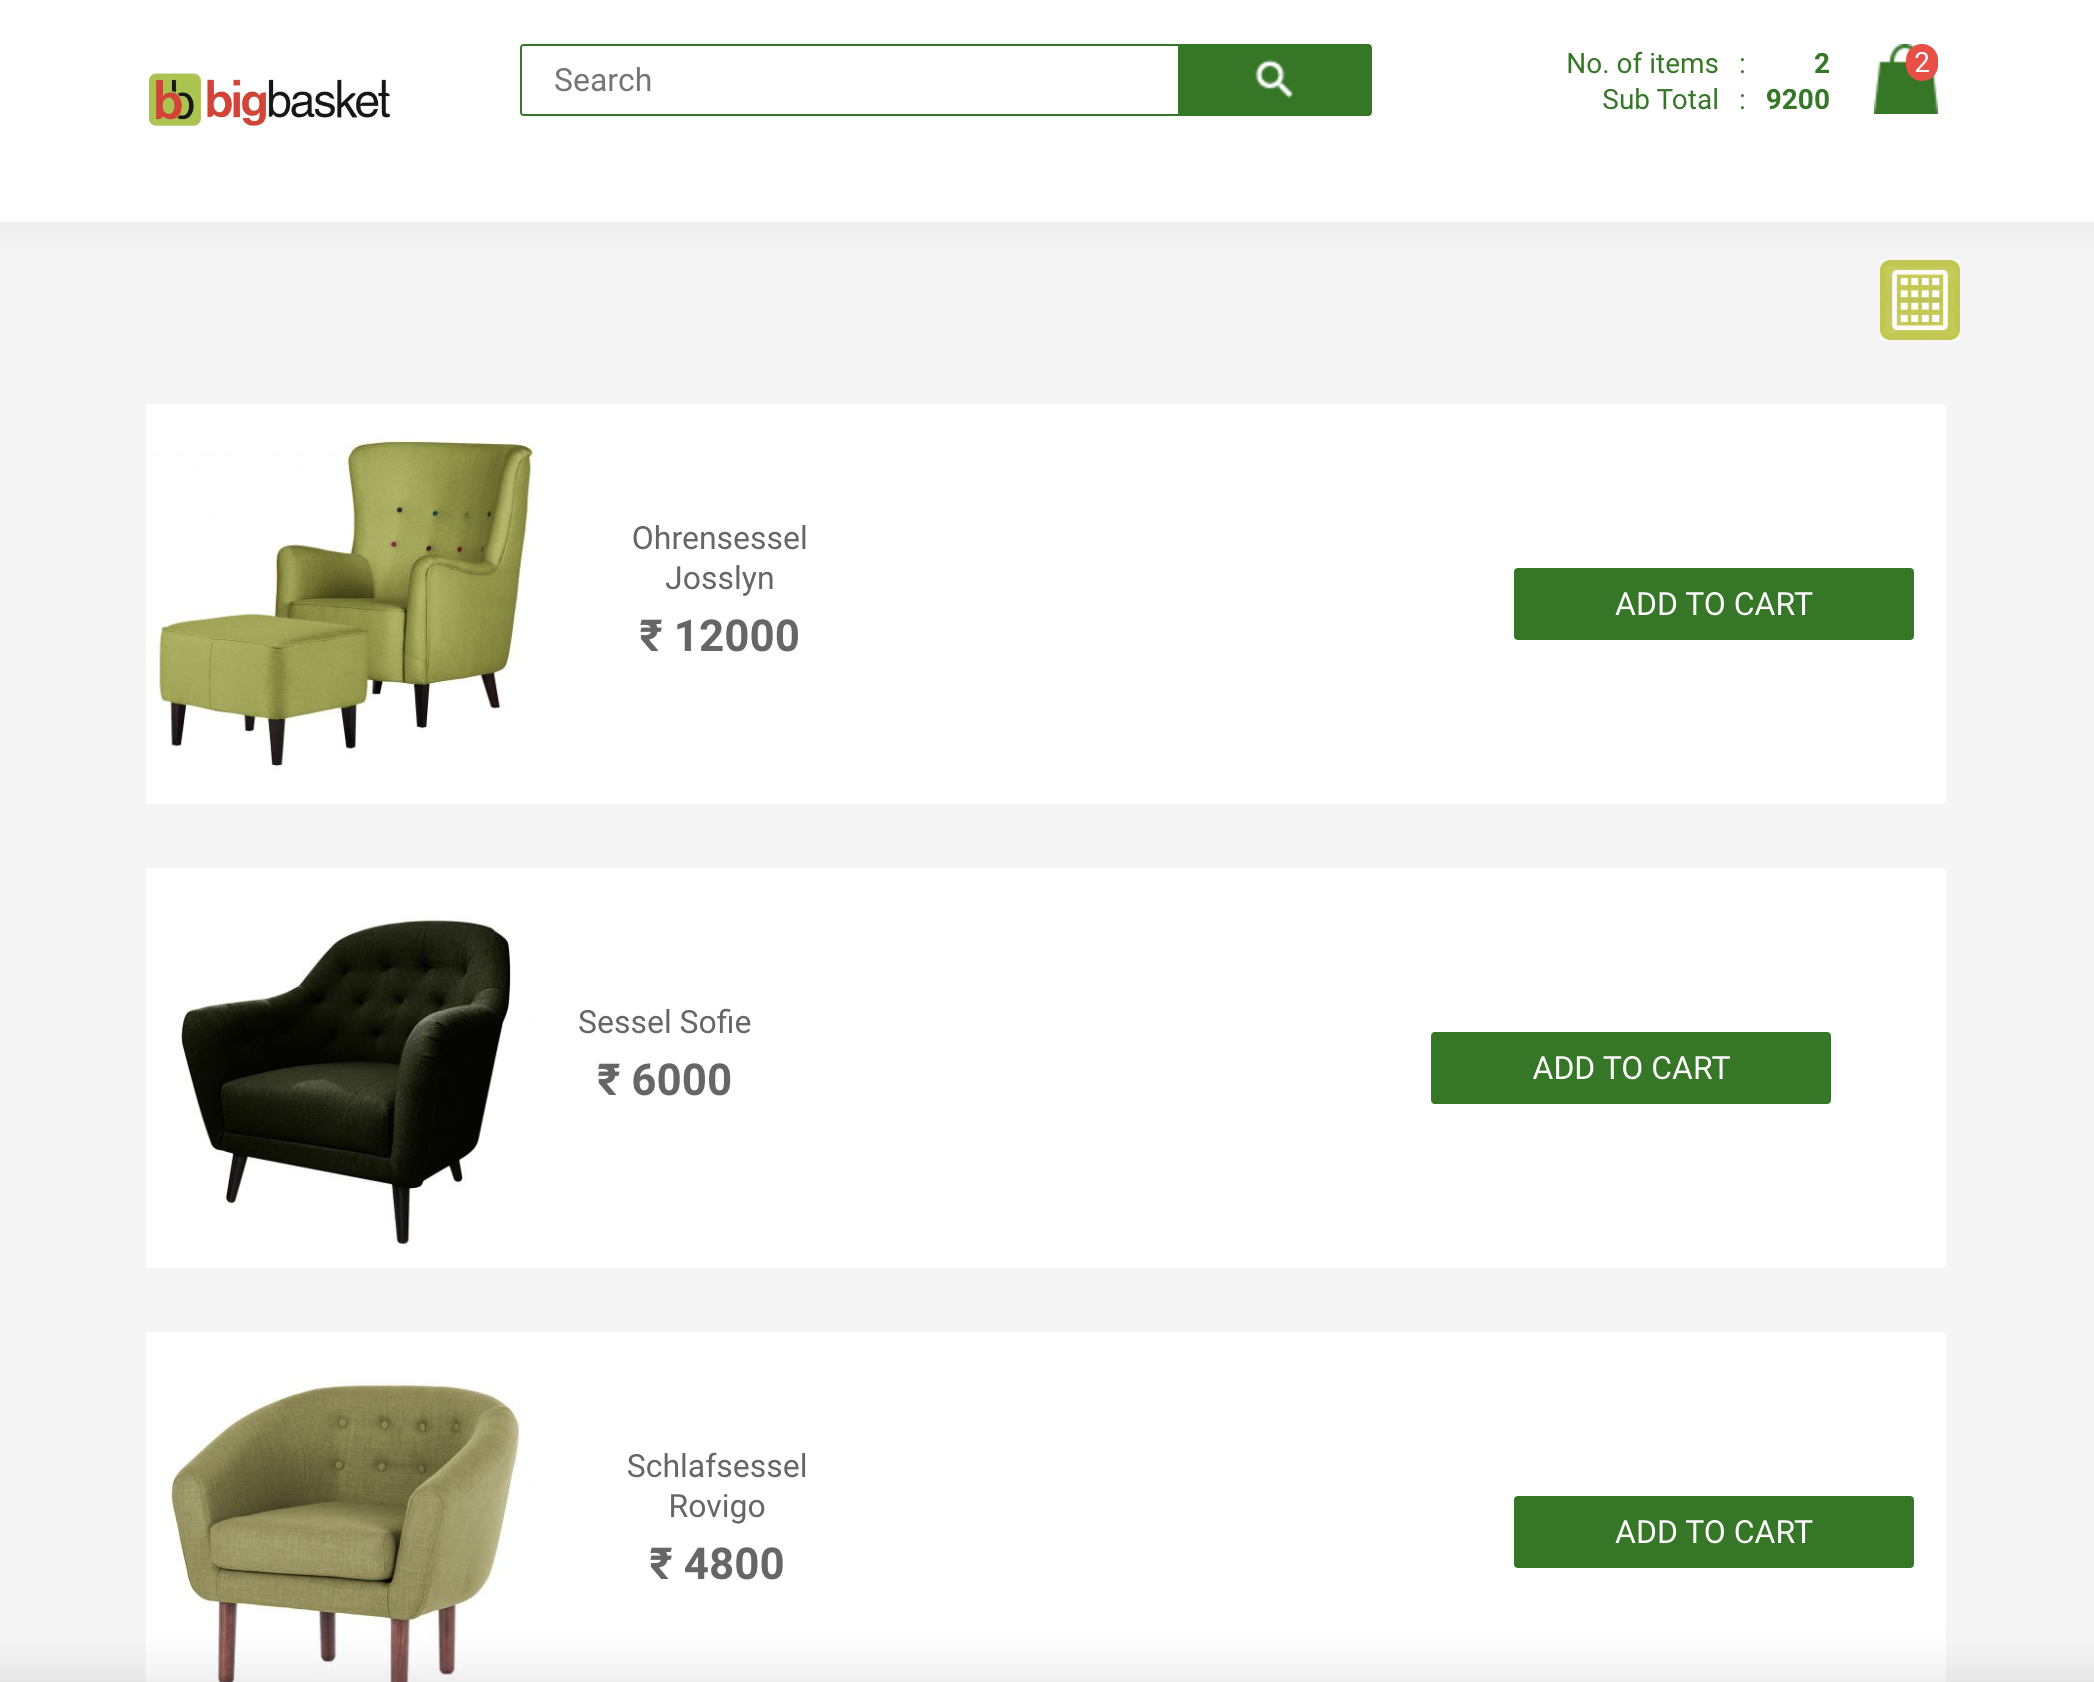 bb bigbasket
Search
No. of items : 2
Sub Total : 9200
2
Ohrensessel
Josslyn
₹ 12000
ADD TO CART
Sessel Sofie
₹ 6000
ADD TO CART
Schlafsessel
Rovigo
₹ 4800
ADD TO CART